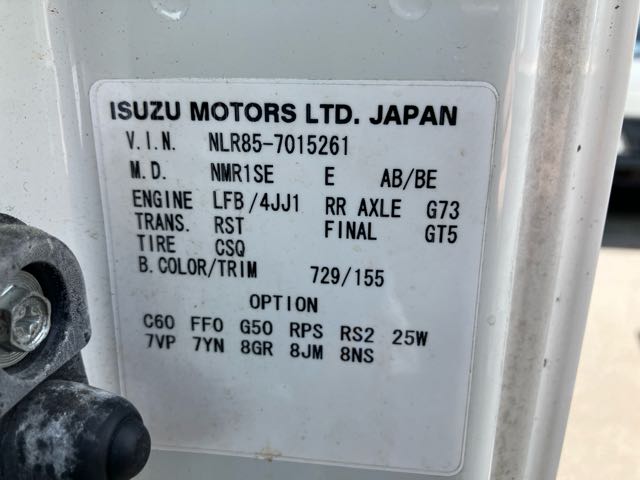 ISUZU MOTORS LTD. JAPAN
V.I.N. NLR85-7015261
M.D. NMR1SE E AB/BE
ENGINE LFB/4JJ1 RR AXLE G73
TRANS. RST FINAL GT5
TIRE CSQ
B.COLOR/TRIM 729/155
OPTION
C60 FF0 G50 RPS RS2 25W
7VP 7YN 8GR 8JM 8NS